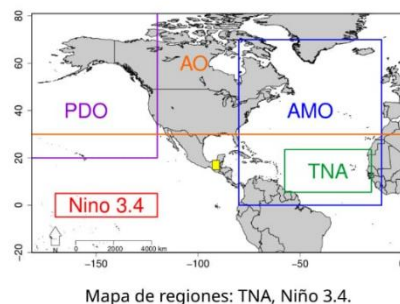 80
60
40
20
0
−20
AO
PDO
AMO
TNA
Nino 3.4
N
0 2000 4000 km
−150 −100 −50 0
Mapa de regiones: TNA, Niño 3.4.